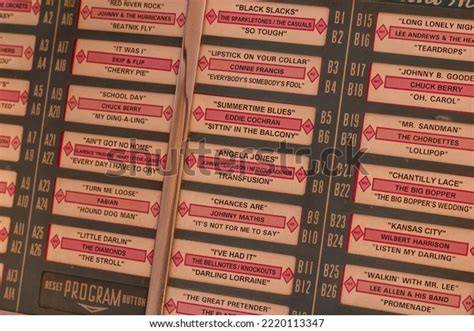 RED RIVER ROCK"
JOHNNY & THE HURRICANES
BEATNIK FLY"
"IT WAS I"
SKIP & FLIP
"CHERRY PIE"
"SCHOOL DAY"
CHUCK BERRY
"MY DING-A-LING"
"AIN'T GOT NO HOME"
CLARENCE
EVERY DAY I HAVE TO CRY"
"TURN ME LOOSE"
FABIAN
"HOUND DOG MAN"
"LITTLE DARLIN'
THE DIAMONDS
"THE STROLL"
RESET PROGRAM BUTTON
A11
A12
A13
A14
A21
A22
A23
A24
A25
A26
"BLACK SLACKS"
THE SPARKLETONES / THE CASUALS
"SO TOUGH"
"LIPSTICK ON YOUR COLLAR"
CONNIE FRANCIS
"EVERYBODY'S SOMEBODY'S FOOL"
"SUMMERTIME BLUES"
EDDIE COCHRAN
"SITTIN' IN THE BALCONY"
"ANGELA JONES"
"TRANSFUSION"
"CHANCES ARE"
JOHNNY MATHIS
"IT'S NOT FOR ME TO SAY"
"I'VE HAD IT"
THE BELLNOTES / KNOCKOUTS
"DARLING LORRAINE"
"THE GREAT PRETENDER"
B1
B2
B3
B4
B5
B6
B7
B8
B9
B10
B11
B12
B15
B16
B17
B18
B19
B20
B21
B22
B23
B24
B25
B26
"LONG LONELY NIGHTS
LEE ANDREWS & THE HEARTS
"TEARDROPS"
"JOHNNY B. GOODE
CHUCK BERRY
"OH, CAROL"
"MR. SANDMAN"
THE CHORDETTES
"LOLLIPOP"
"CHANTILLY LACE"
THE BIG BOPPER
"THE BIG BOPPER'S WEDDING"
"KANSAS CITY"
WILBERT HARRISON
"LISTEN MY DARLING"
"WALKIN' WITH MR. LEE"
LEE ALLEN & HIS BAND
"PROMENADE"
shutterstock.com · 2220113347